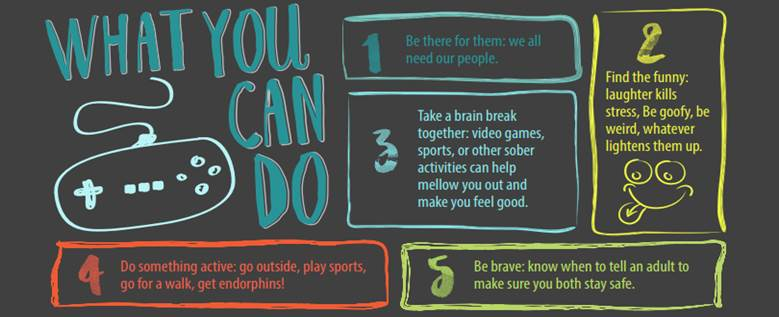 WHAT YOU
CAN
DO
1
Be there for them: we all
need our people.
2
Find the funny:
laughter kills
stress, Be goofy, be
weird, whatever
lightens them up.
3
Take a brain break
together: video games,
sports, or other sober
activities can help
mellow you out and
make you feel good.
4
Do something active: go outside, play sports,
go for a walk, get endorphins!
5
Be brave: know when to tell an adult to
make sure you both stay safe.